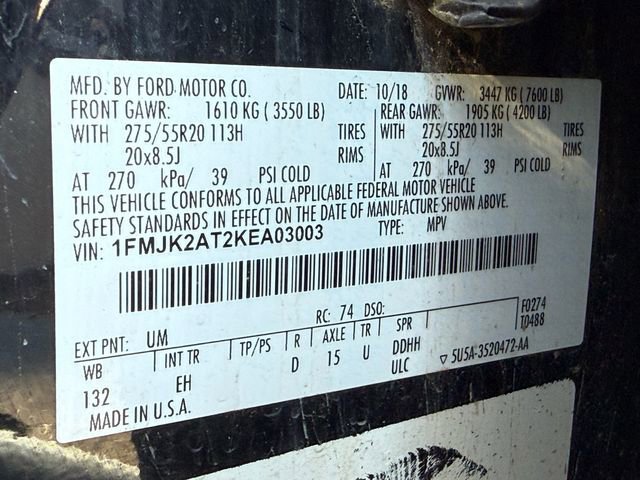 MFD. BY FORD MOTOR CO. DATE: 10/18 GVWR: 3447 KG ( 7600 LB)
FRONT GAWR: 1610 KG ( 3550 LB) REAR GAWR: 1905 KG ( 4200 LB)
WITH 275/55R20 113H TIRES WITH 275/55R20 113H TIRES
20x8.5J RIMS 20x8.5J RIMS
AT 270 kPa/ 39 PSI COLD AT 270 kPa/ 39 PSI COLD
THIS VEHICLE CONFORMS TO ALL APPLICABLE FEDERAL MOTOR VEHICLE
SAFETY STANDARDS IN EFFECT ON THE DATE OF MANUFACTURE SHOWN ABOVE.
VIN: 1FMJK2AT2KEA03003 TYPE: MPV
F0274
RC: 74 DSO: T0488
EXT PNT: UM
WB INT TR TP/PS R AXLE TR SPR
132 EH D 15 U DDHH ▽ 5U5A-3520472-AA
ULC
MADE IN U.S.A.